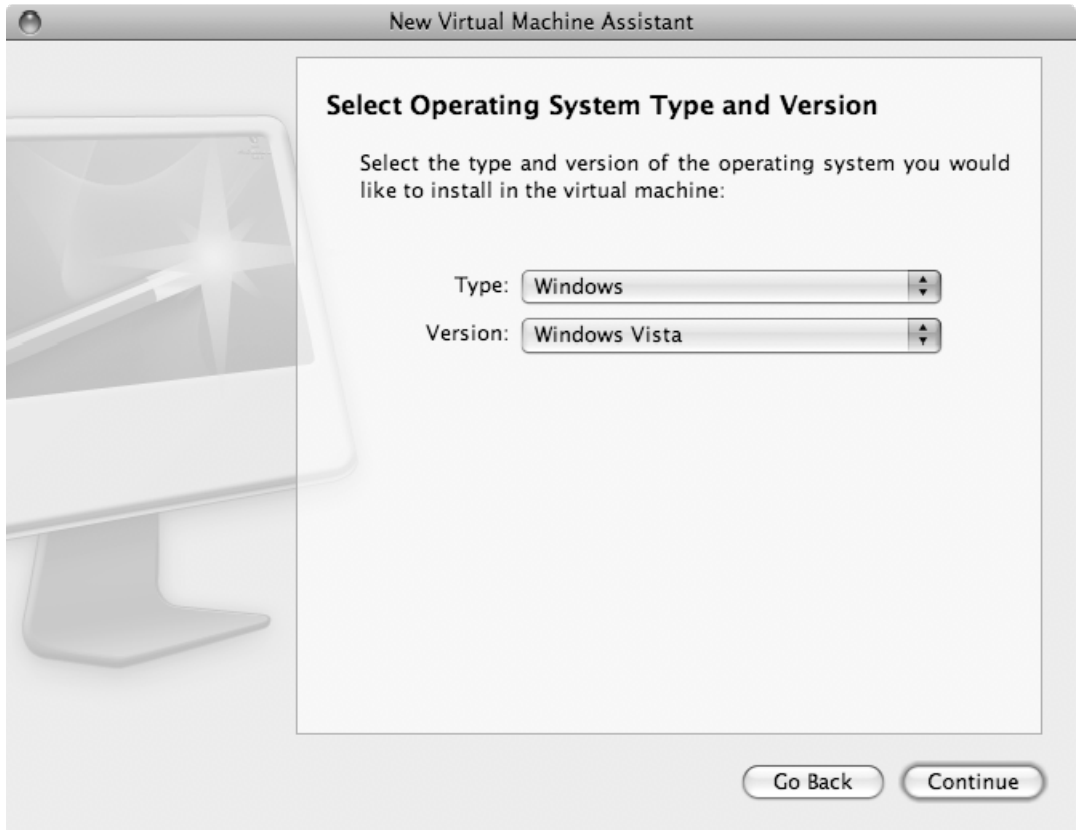 New Virtual Machine Assistant
Select Operating System Type and Version
Select the type and version of the operating system you would
like to install in the virtual machine:
Type: Windows
Version: Windows Vista
Go Back Continue